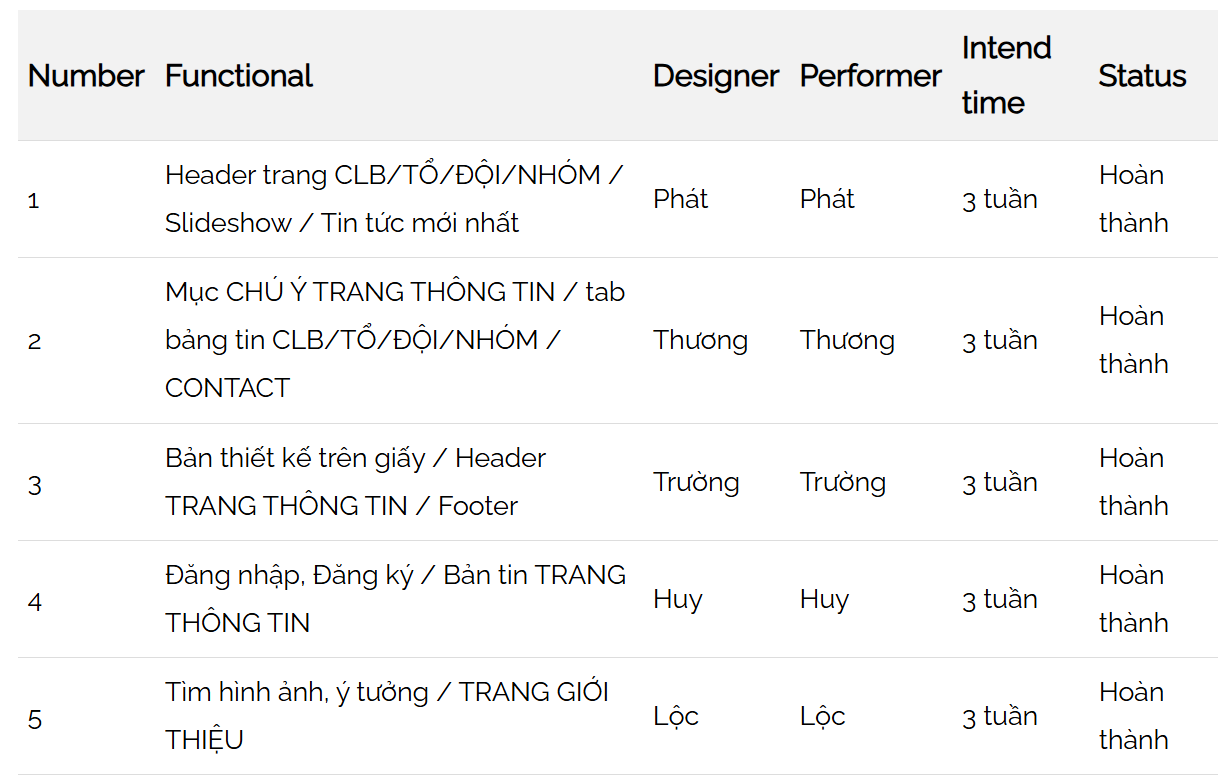 Number Functional Designer Performer Intend time Status
1 Header trang CLB/TỔ/ĐỘI/NHÓM / Slideshow / Tin tức mới nhất Phát Phát 3 tuần Hoàn thành
2 Mục CHÚ Ý TRANG THÔNG TIN / tab bảng tin CLB/TỔ/ĐỘI/NHÓM / CONTACT Thương Thương 3 tuần Hoàn thành
3 Bản thiết kế trên giấy / Header TRANG THÔNG TIN / Footer Trường Trường 3 tuần Hoàn thành
4 Đăng nhập, Đăng ký / Bản tin TRANG THÔNG TIN Huy Huy 3 tuần Hoàn thành
5 Tìm hình ảnh, ý tưởng / TRANG GIỚI THIỆU Lộc Lộc 3 tuần Hoàn thành